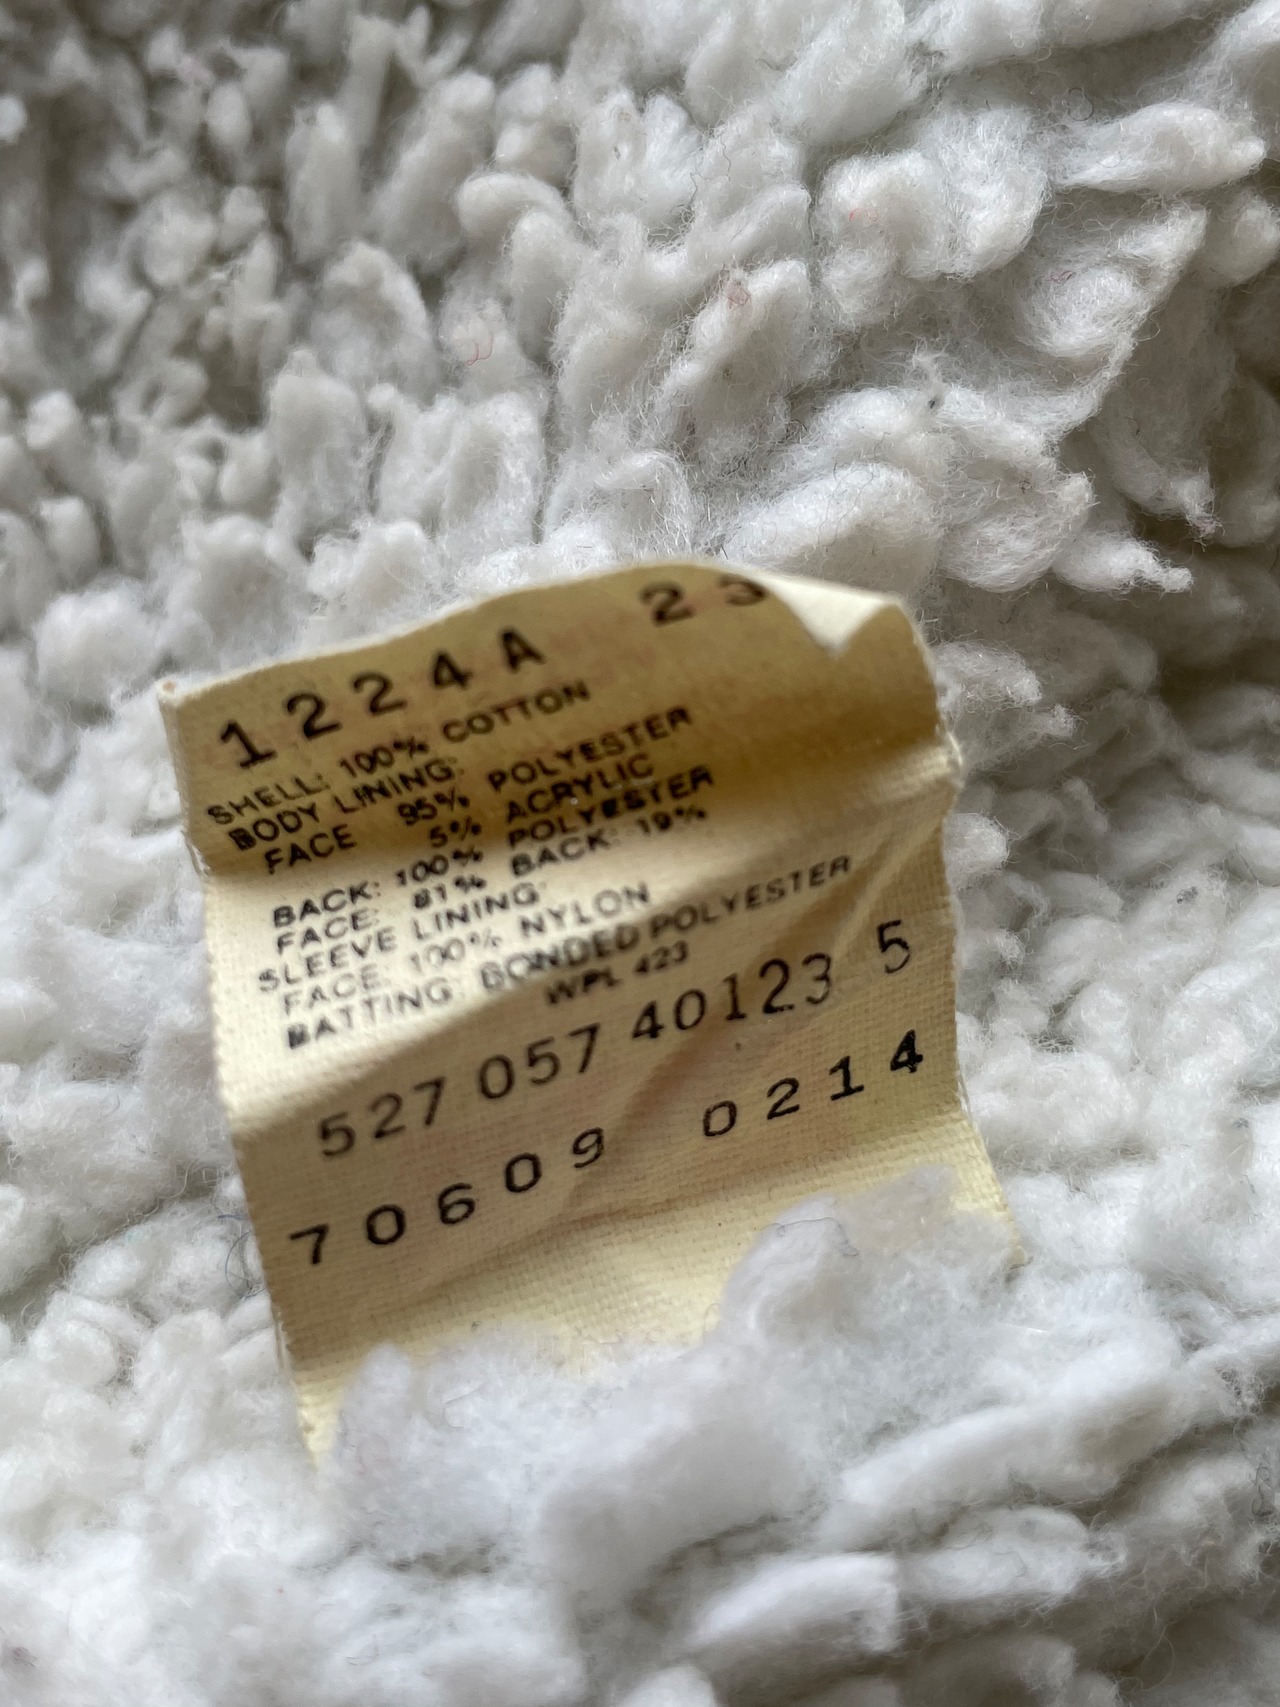 1224A 23
SHELL: 100% COTTON
BODY LINING:
FACE 95% POLYESTER
5% ACRYLIC
BACK: 100% POLYESTER
FACE: 81% BACK: 19%
SLEEVE LINING:
FACE: 100% NYLON
BATTING: BONDED POLYESTER
WPL 423
527 057 40123 5
70609 0214